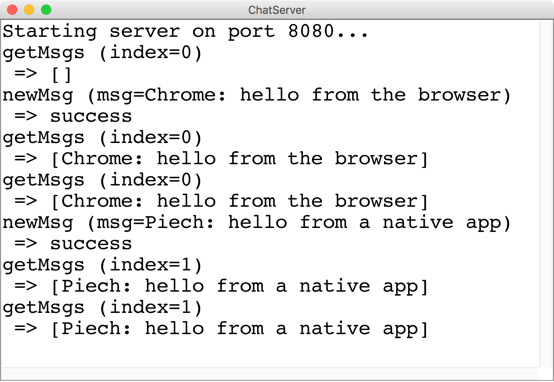 ChatServer
Starting server on port 8080...
getMsgs (index=0)
 => []
newMsg (msg=Chrome: hello from the browser)
 => success
getMsgs (index=0)
 => [Chrome: hello from the browser]
getMsgs (index=0)
 => [Chrome: hello from the browser]
newMsg (msg=Piech: hello from a native app)
 => success
getMsgs (index=1)
 => [Piech: hello from a native app]
getMsgs (index=1)
 => [Piech: hello from a native app]